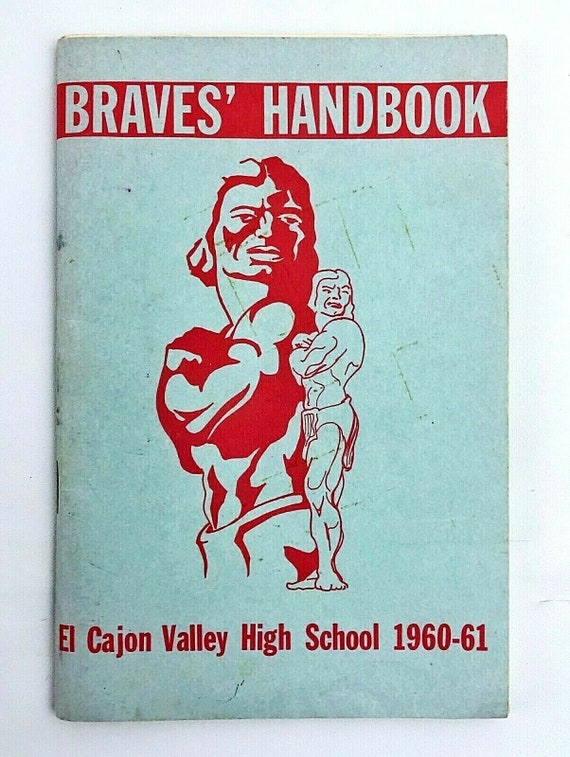 BRAVES' HANDBOOK
El Cajon Valley High School 1960-61